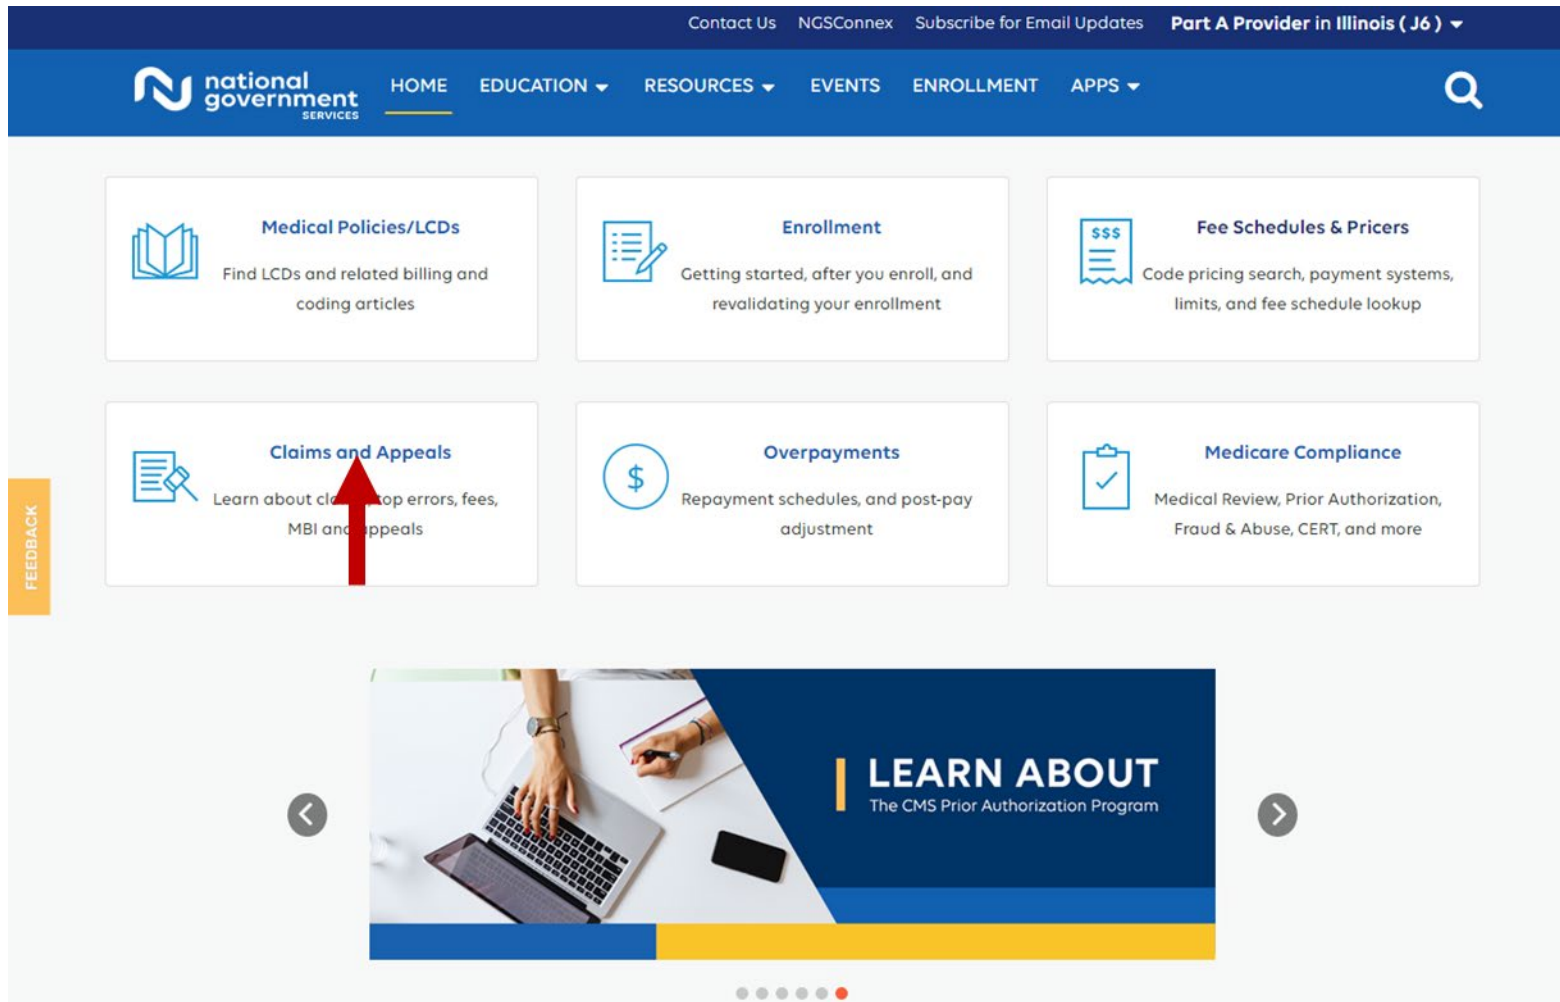 Contact Us NGSConnex Subscribe for Email Updates Part A Provider in Illinois ( J6 )
national
government
SERVICES
HOME EDUCATION RESOURCES EVENTS ENROLLMENT APPS
Medical Policies/LCDs
Find LCDs and related billing and
coding articles
Enrollment
Getting started, after you enroll, and
revalidating your enrollment
$$$
Fee Schedules & Pricers
Code pricing search, payment systems,
limits, and fee schedule lookup
Claims and Appeals
Learn about top errors, fees,
MBI and appeals
$
Overpayments
Repayment schedules, and post-pay
adjustment
Medicare Compliance
Medical Review, Prior Authorization,
Fraud & Abuse, CERT, and more
FEEDBACK
LEARN ABOUT
The CMS Prior Authorization Program